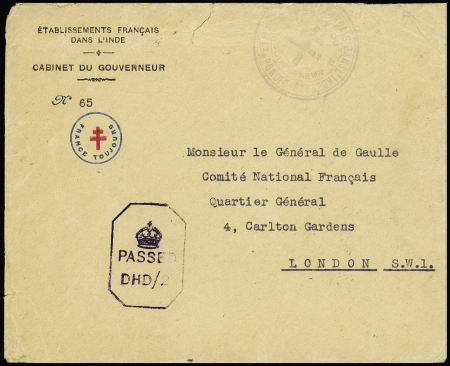 ÉTABLISSEMENTS FRANÇAIS
DANS L'INDE
CABINET DU GOUVERNEUR
N° 65
FRANCE TOUJOURS
Monsieur le Général de Gaulle
Comité National Français
Quartier Général
4, Carlton Gardens
LONDON S.W.1.
PASSED
DHD/2